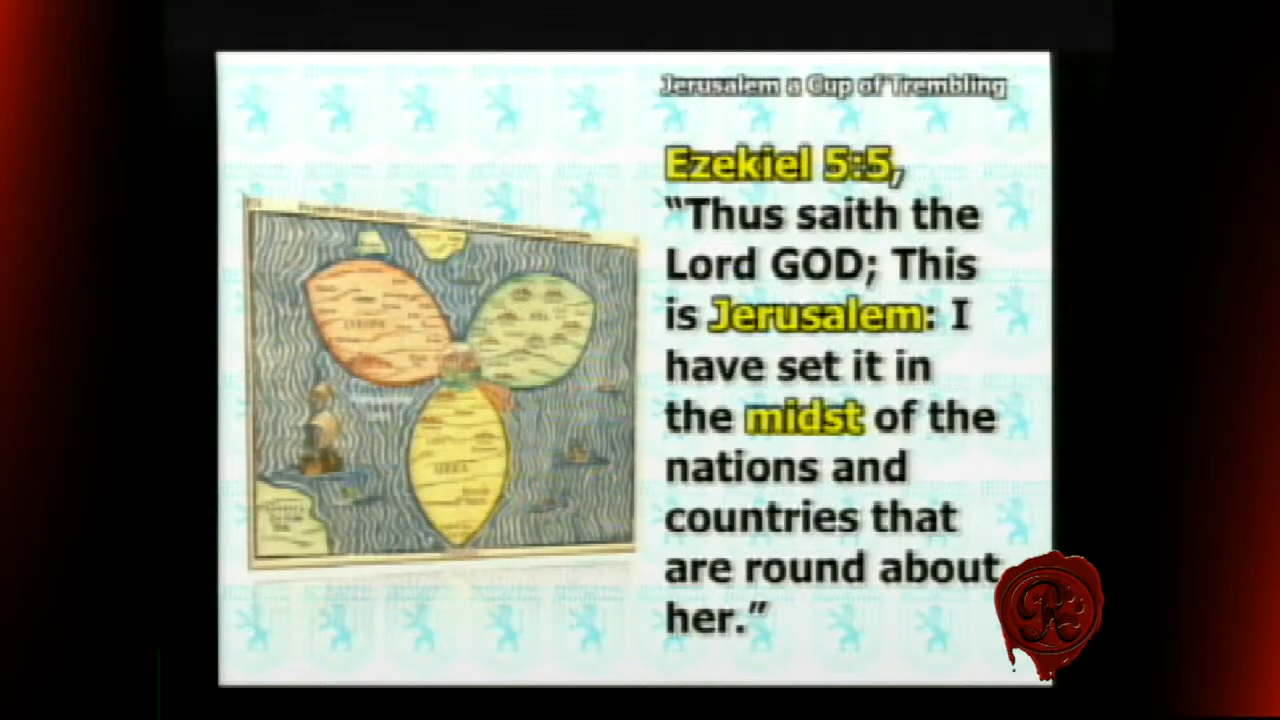 Jerusalem a Cup of Trembling
Ezekiel 5:5,
“Thus saith the
Lord GOD; This
is Jerusalem: I
have set it in
the midst of the
nations and
countries that
are round about
her.”
R